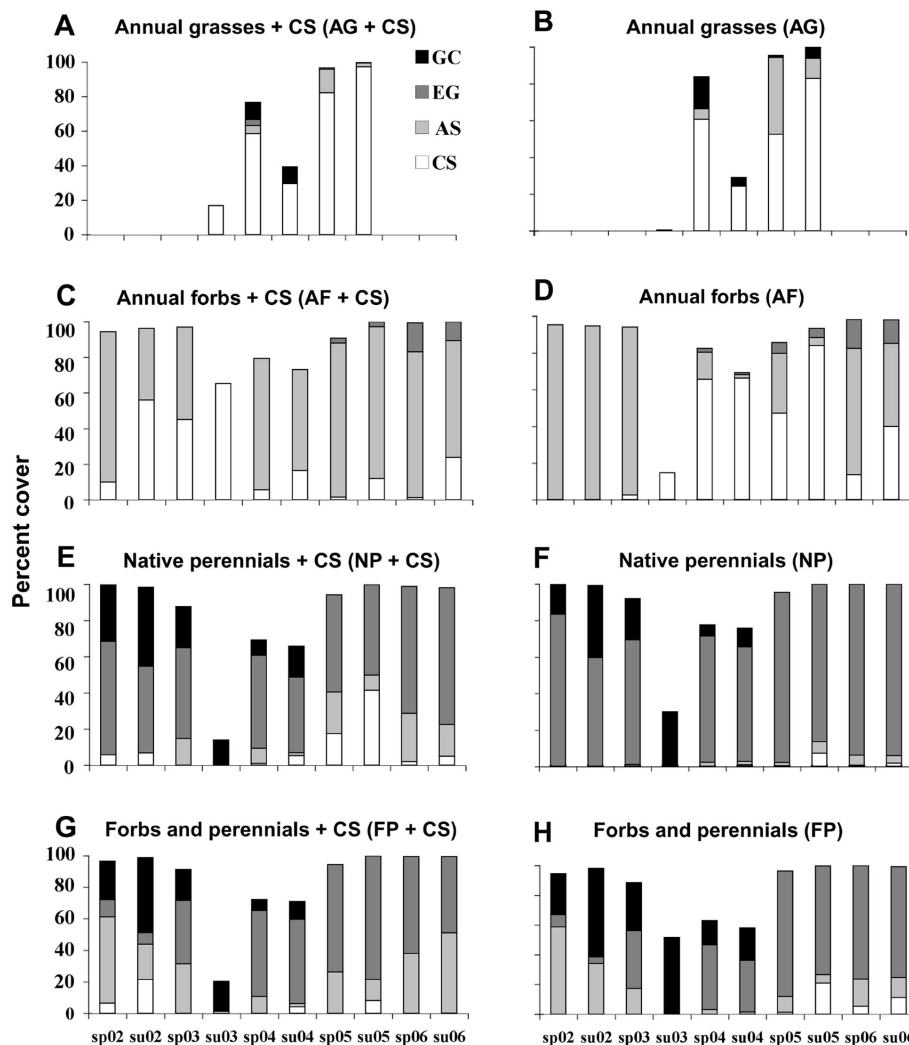 A Annual grasses + CS (AG + CS)
B Annual grasses (AG)
100
80
60
40
20
0
GC
EG
AS
CS
C Annual forbs + CS (AF + CS)
D Annual forbs (AF)
100
80
60
40
20
0
Percent cover
E Native perennials + CS (NP + CS)
F Native perennials (NP)
100
80
60
40
20
0
G Forbs and perennials + CS (FP + CS)
H Forbs and perennials (FP)
100
80
60
40
20
0
sp02 su02 sp03 su03 sp04 su04 sp05 su05 sp06 su06
sp02 su02 sp03 su03 sp04 su04 sp05 su05 sp06 su06